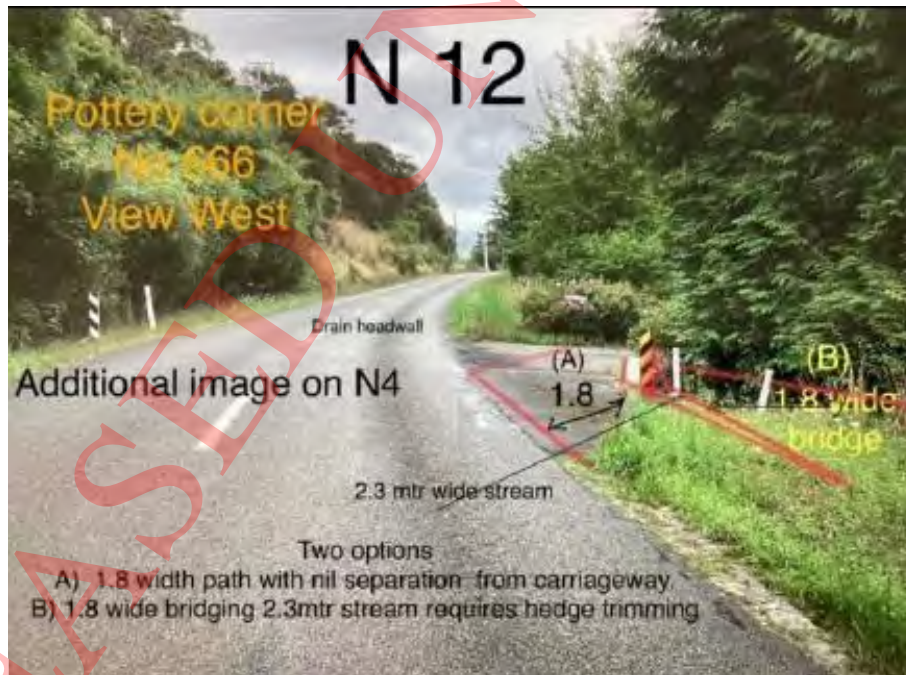 N 12
Pottery corner
No 666
View West
Drain headwall
Additional image on N4
(A)
1.8
(B)
1.8 wide
bridge
2.3 mtr wide stream
Two options
A) 1.8 width path with nil separation from carriageway.
B) 1.8 wide bridging 2.3mtr stream requires hedge trimming
ASED UN